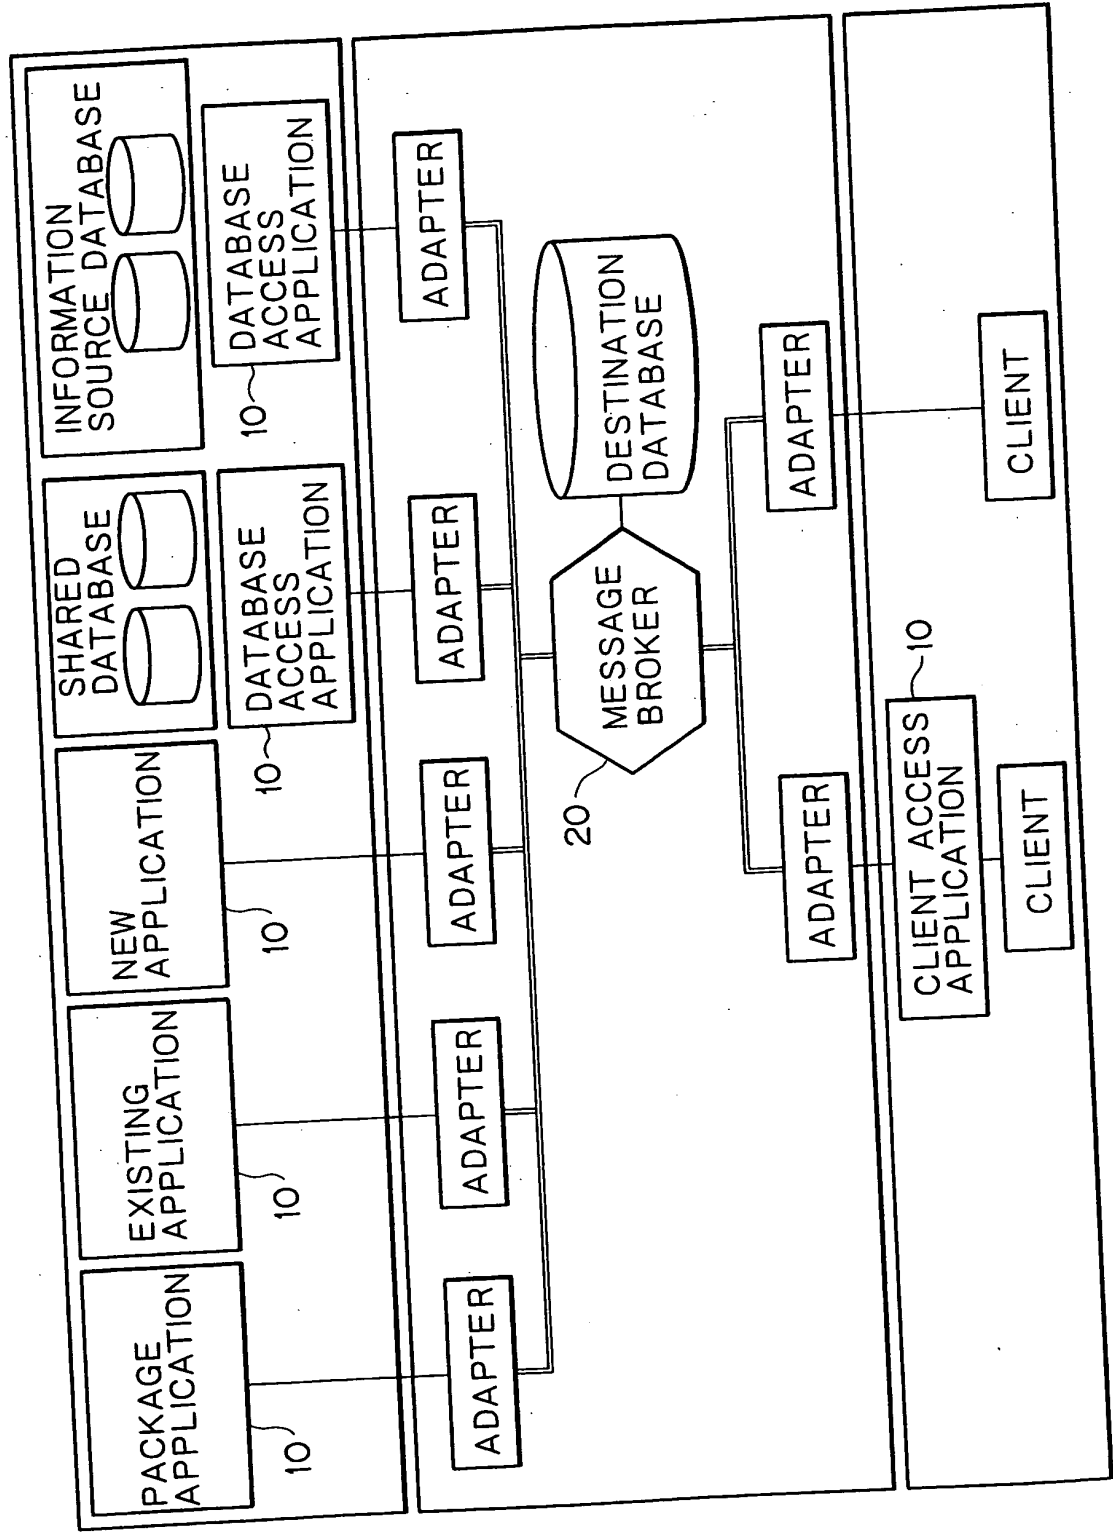 PACKAGE
APPLICATION
10
EXISTING
APPLICATION
10
NEW
APPLICATION
10
SHARED
DATABASE
DATABASE
ACCESS
APPLICATION
10
INFORMATION
SOURCE DATABASE
DATABASE
ACCESS
APPLICATION
10
ADAPTER
ADAPTER
ADAPTER
ADAPTER
ADAPTER
MESSAGE
BROKER
20
DESTINATION
DATABASE
ADAPTER
ADAPTER
CLIENT ACCESS
APPLICATION
10
CLIENT
CLIENT